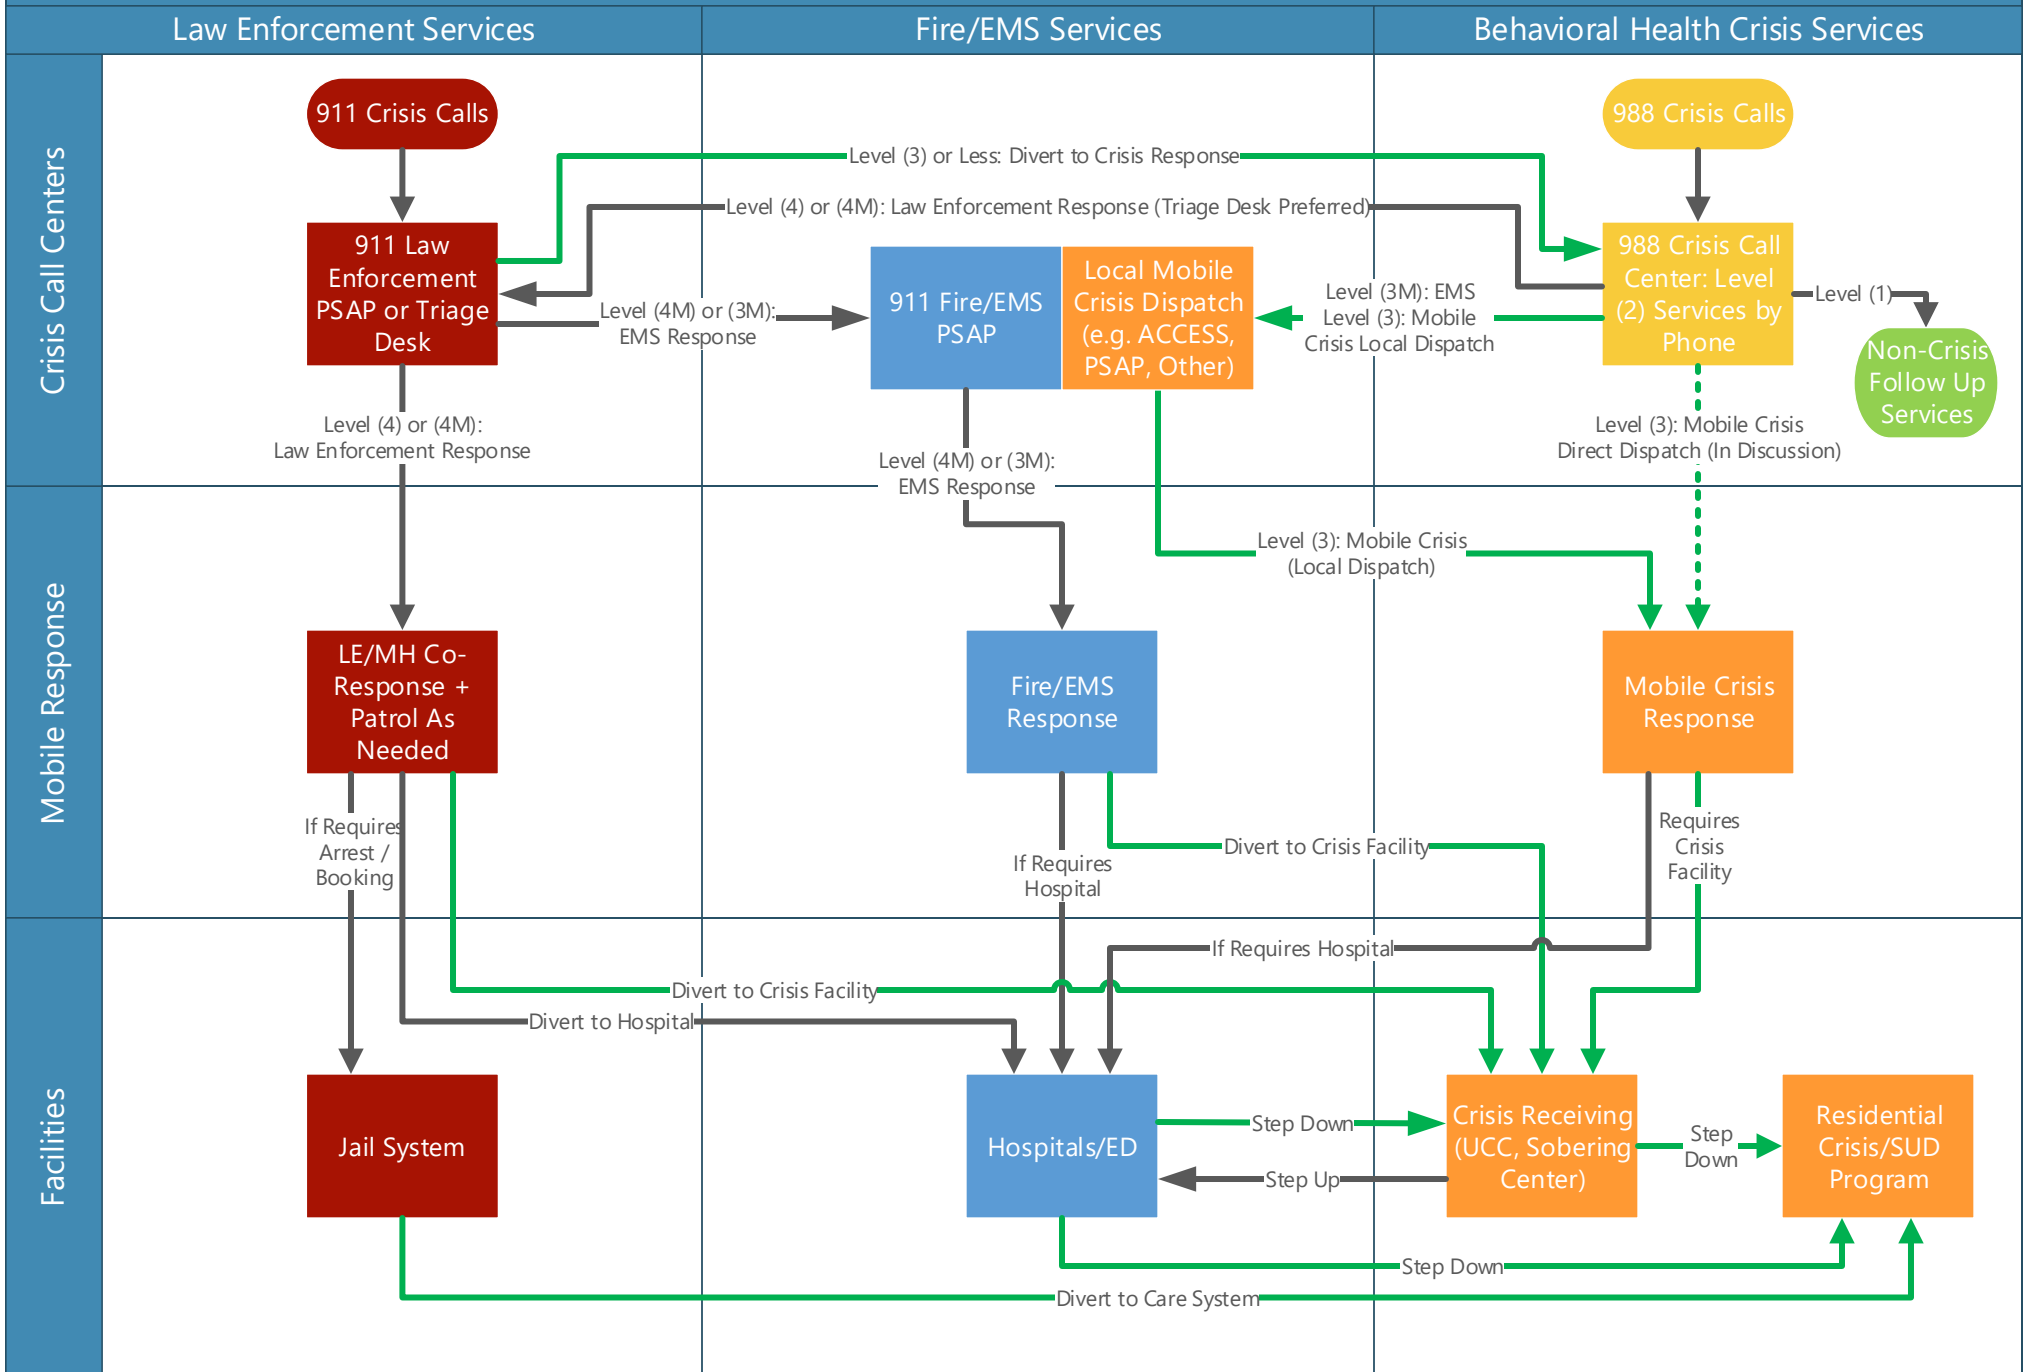 Law Enforcement Services
Fire/EMS Services
Behavioral Health Crisis Services
Crisis Call Centers
911 Crisis Calls
988 Crisis Calls
Level (3) or Less: Divert to Crisis Response
Level (4) or (4M): Law Enforcement Response (Triage Desk Preferred)
911 Law
Enforcement
PSAP or Triage
Desk
Level (4M) or (3M):
EMS Response
911 Fire/EMS
PSAP
Local Mobile
Crisis Dispatch
(e.g. ACCESS,
PSAP, Other)
Level (3M): EMS
Level (3): Mobile
Crisis Local Dispatch
988 Crisis Call
Center: Level
(2) Services by
Phone
Level (1)
Non-Crisis
Follow Up
Services
Level (4) or (4M):
Law Enforcement Response
Level (4M) or (3M):
EMS Response
Level (3): Mobile Crisis
Direct Dispatch (In Discussion)
Mobile Response
Level (3): Mobile Crisis
(Local Dispatch)
LE/MH Co-
Response +
Patrol As
Needed
Fire/EMS
Response
Mobile Crisis
Response
If Requires
Arrest /
Booking
If Requires
Hospital
Divert to Crisis Facility
Requires
Crisis
Facility
Facilities
If Requires Hospital
Divert to Crisis Facility
Divert to Hospital
Jail System
Hospitals/ED
Step Down
Step Up
Crisis Receiving
(UCC, Sobering
Center)
Step
Down
Residential
Crisis/SUD
Program
Step Down
Divert to Care System